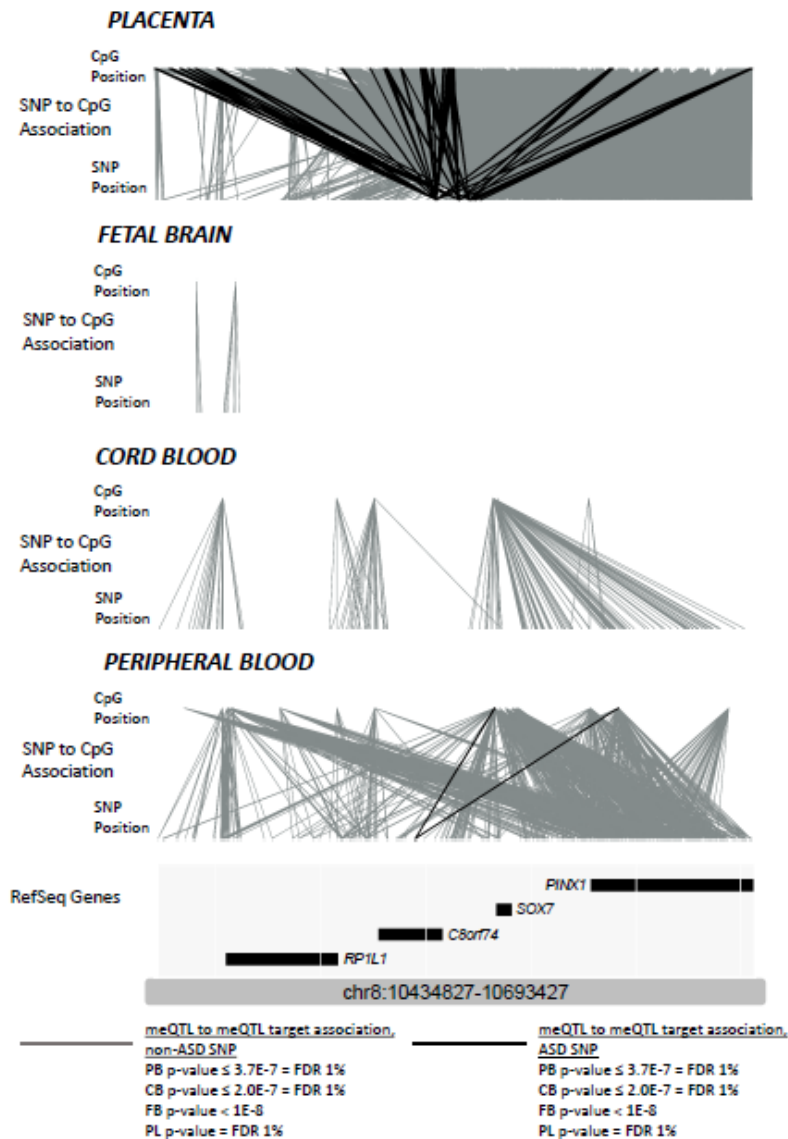 PLACENTA
CpG
Position
SNP to CpG
Association
SNP
Position
FETAL BRAIN
CpG
Position
SNP to CpG
Association
SNP
Position
CORD BLOOD
CpG
Position
SNP to CpG
Association
SNP
Position
PERIPHERAL BLOOD
CpG
Position
SNP to CpG
Association
SNP
Position
RefSeq Genes
PINX1
SOX7
C8orf74
RP1L1
chr8:10434827-10693427
meQTL to meQTL target association,
non-ASD SNP
PB p-value ≤ 3.7E-7 = FDR 1%
CB p-value ≤ 2.0E-7 = FDR 1%
FB p-value < 1E-8
PL p-value = FDR 1%
meQTL to meQTL target association,
ASD SNP
PB p-value ≤ 3.7E-7 = FDR 1%
CB p-value ≤ 2.0E-7 = FDR 1%
FB p-value < 1E-8
PL p-value = FDR 1%